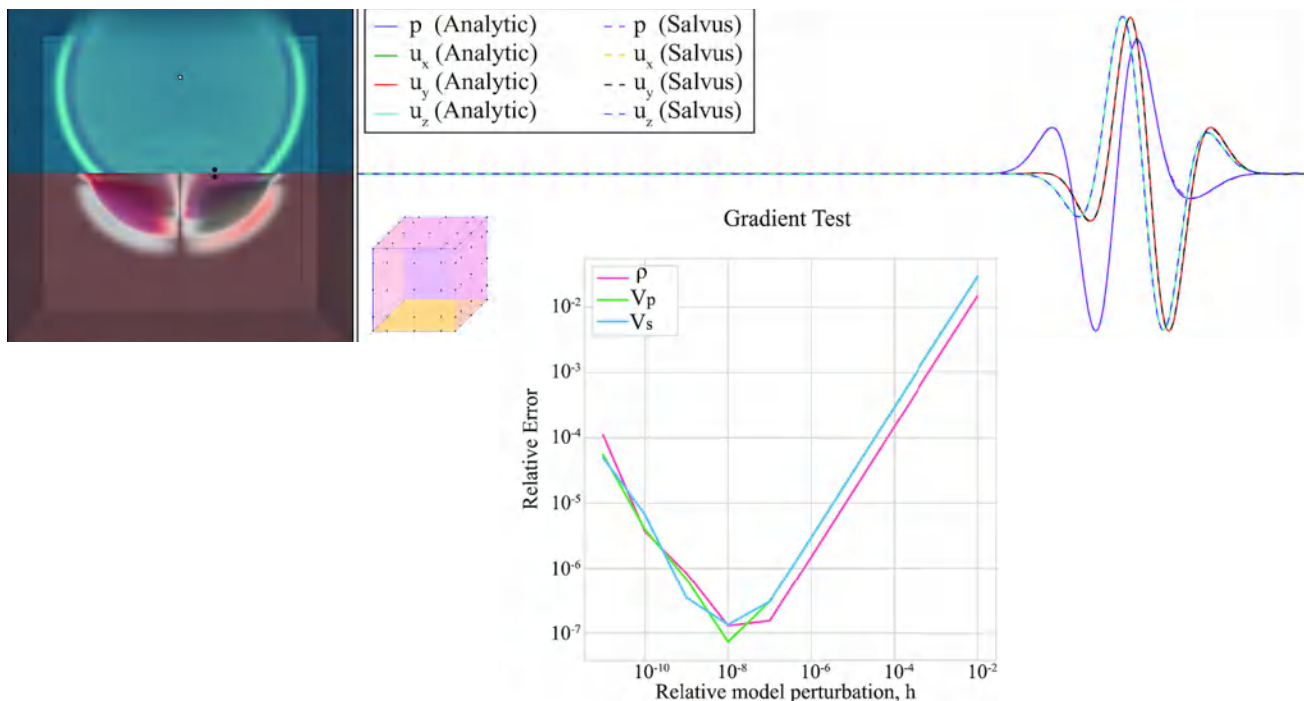 p (Analytic) p (Salvus)
u_x (Analytic) u_x (Salvus)
u_y (Analytic) u_y (Salvus)
u_z (Analytic) u_z (Salvus)
Gradient Test
ρ
Vp
Vs
10⁻²
10⁻³
10⁻⁴
10⁻⁵
10⁻⁶
10⁻⁷
Relative Error
10⁻¹⁰ 10⁻⁸ 10⁻⁶ 10⁻⁴ 10⁻²
Relative model perturbation, h